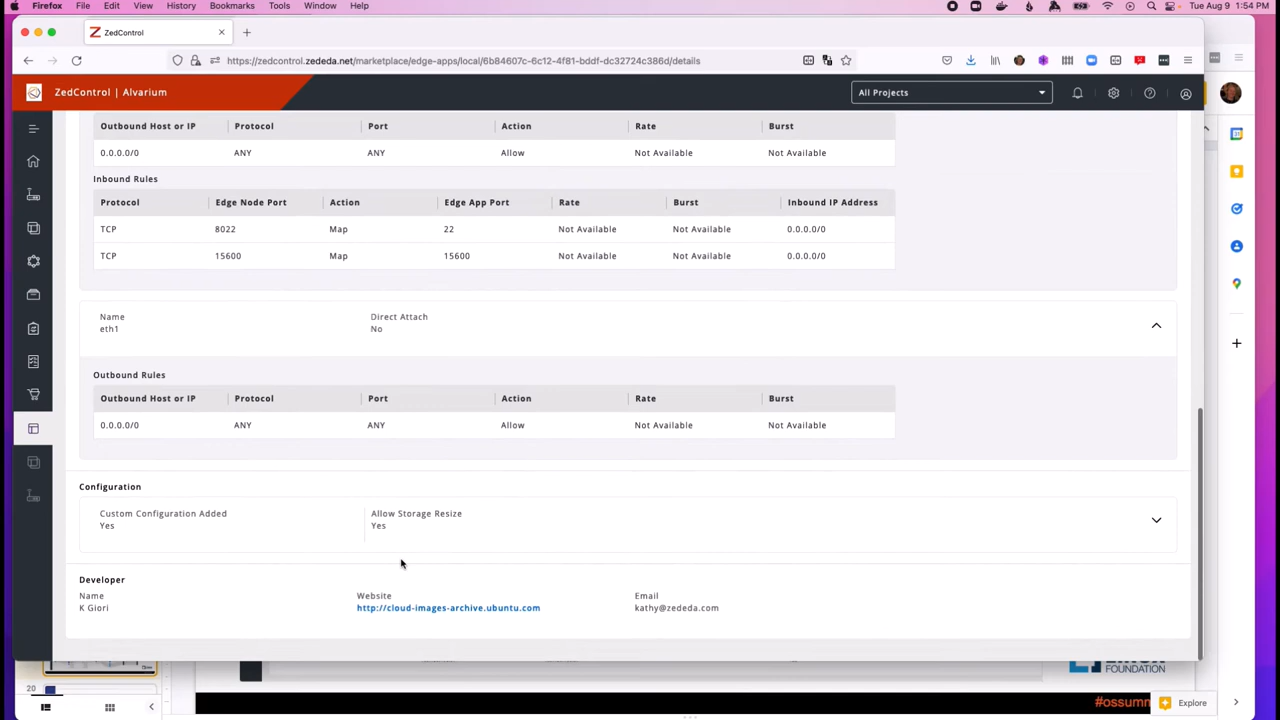 Firefox File Edit View History Bookmarks Tools Window Help Tue Aug 9 1:54 PM
ZedControl
https://zedcontrol.zededa.net/marketplace/edge-apps/local/6b84607c-6c12-4f81-bddf-dc32724c386d/details
ZedControl | Alvarium All Projects
Outbound Host or IP Protocol Port Action Rate Burst
0.0.0.0/0 ANY ANY Allow Not Available Not Available
Inbound Rules
Protocol Edge Node Port Action Edge App Port Rate Burst Inbound IP Address
TCP 8022 Map 22 Not Available Not Available 0.0.0.0/0
TCP 15600 Map 15600 Not Available Not Available 0.0.0.0/0
Name Direct Attach
eth1 No
Outbound Rules
Outbound Host or IP Protocol Port Action Rate Burst
0.0.0.0/0 ANY ANY Allow Not Available Not Available
Configuration
Custom Configuration Added Allow Storage Resize
Yes Yes
Developer
Name Website Email
K Giori http://cloud-images-archive.ubuntu.com kathy@zededa.com
FOUNDATION
20
#ossumm Explore